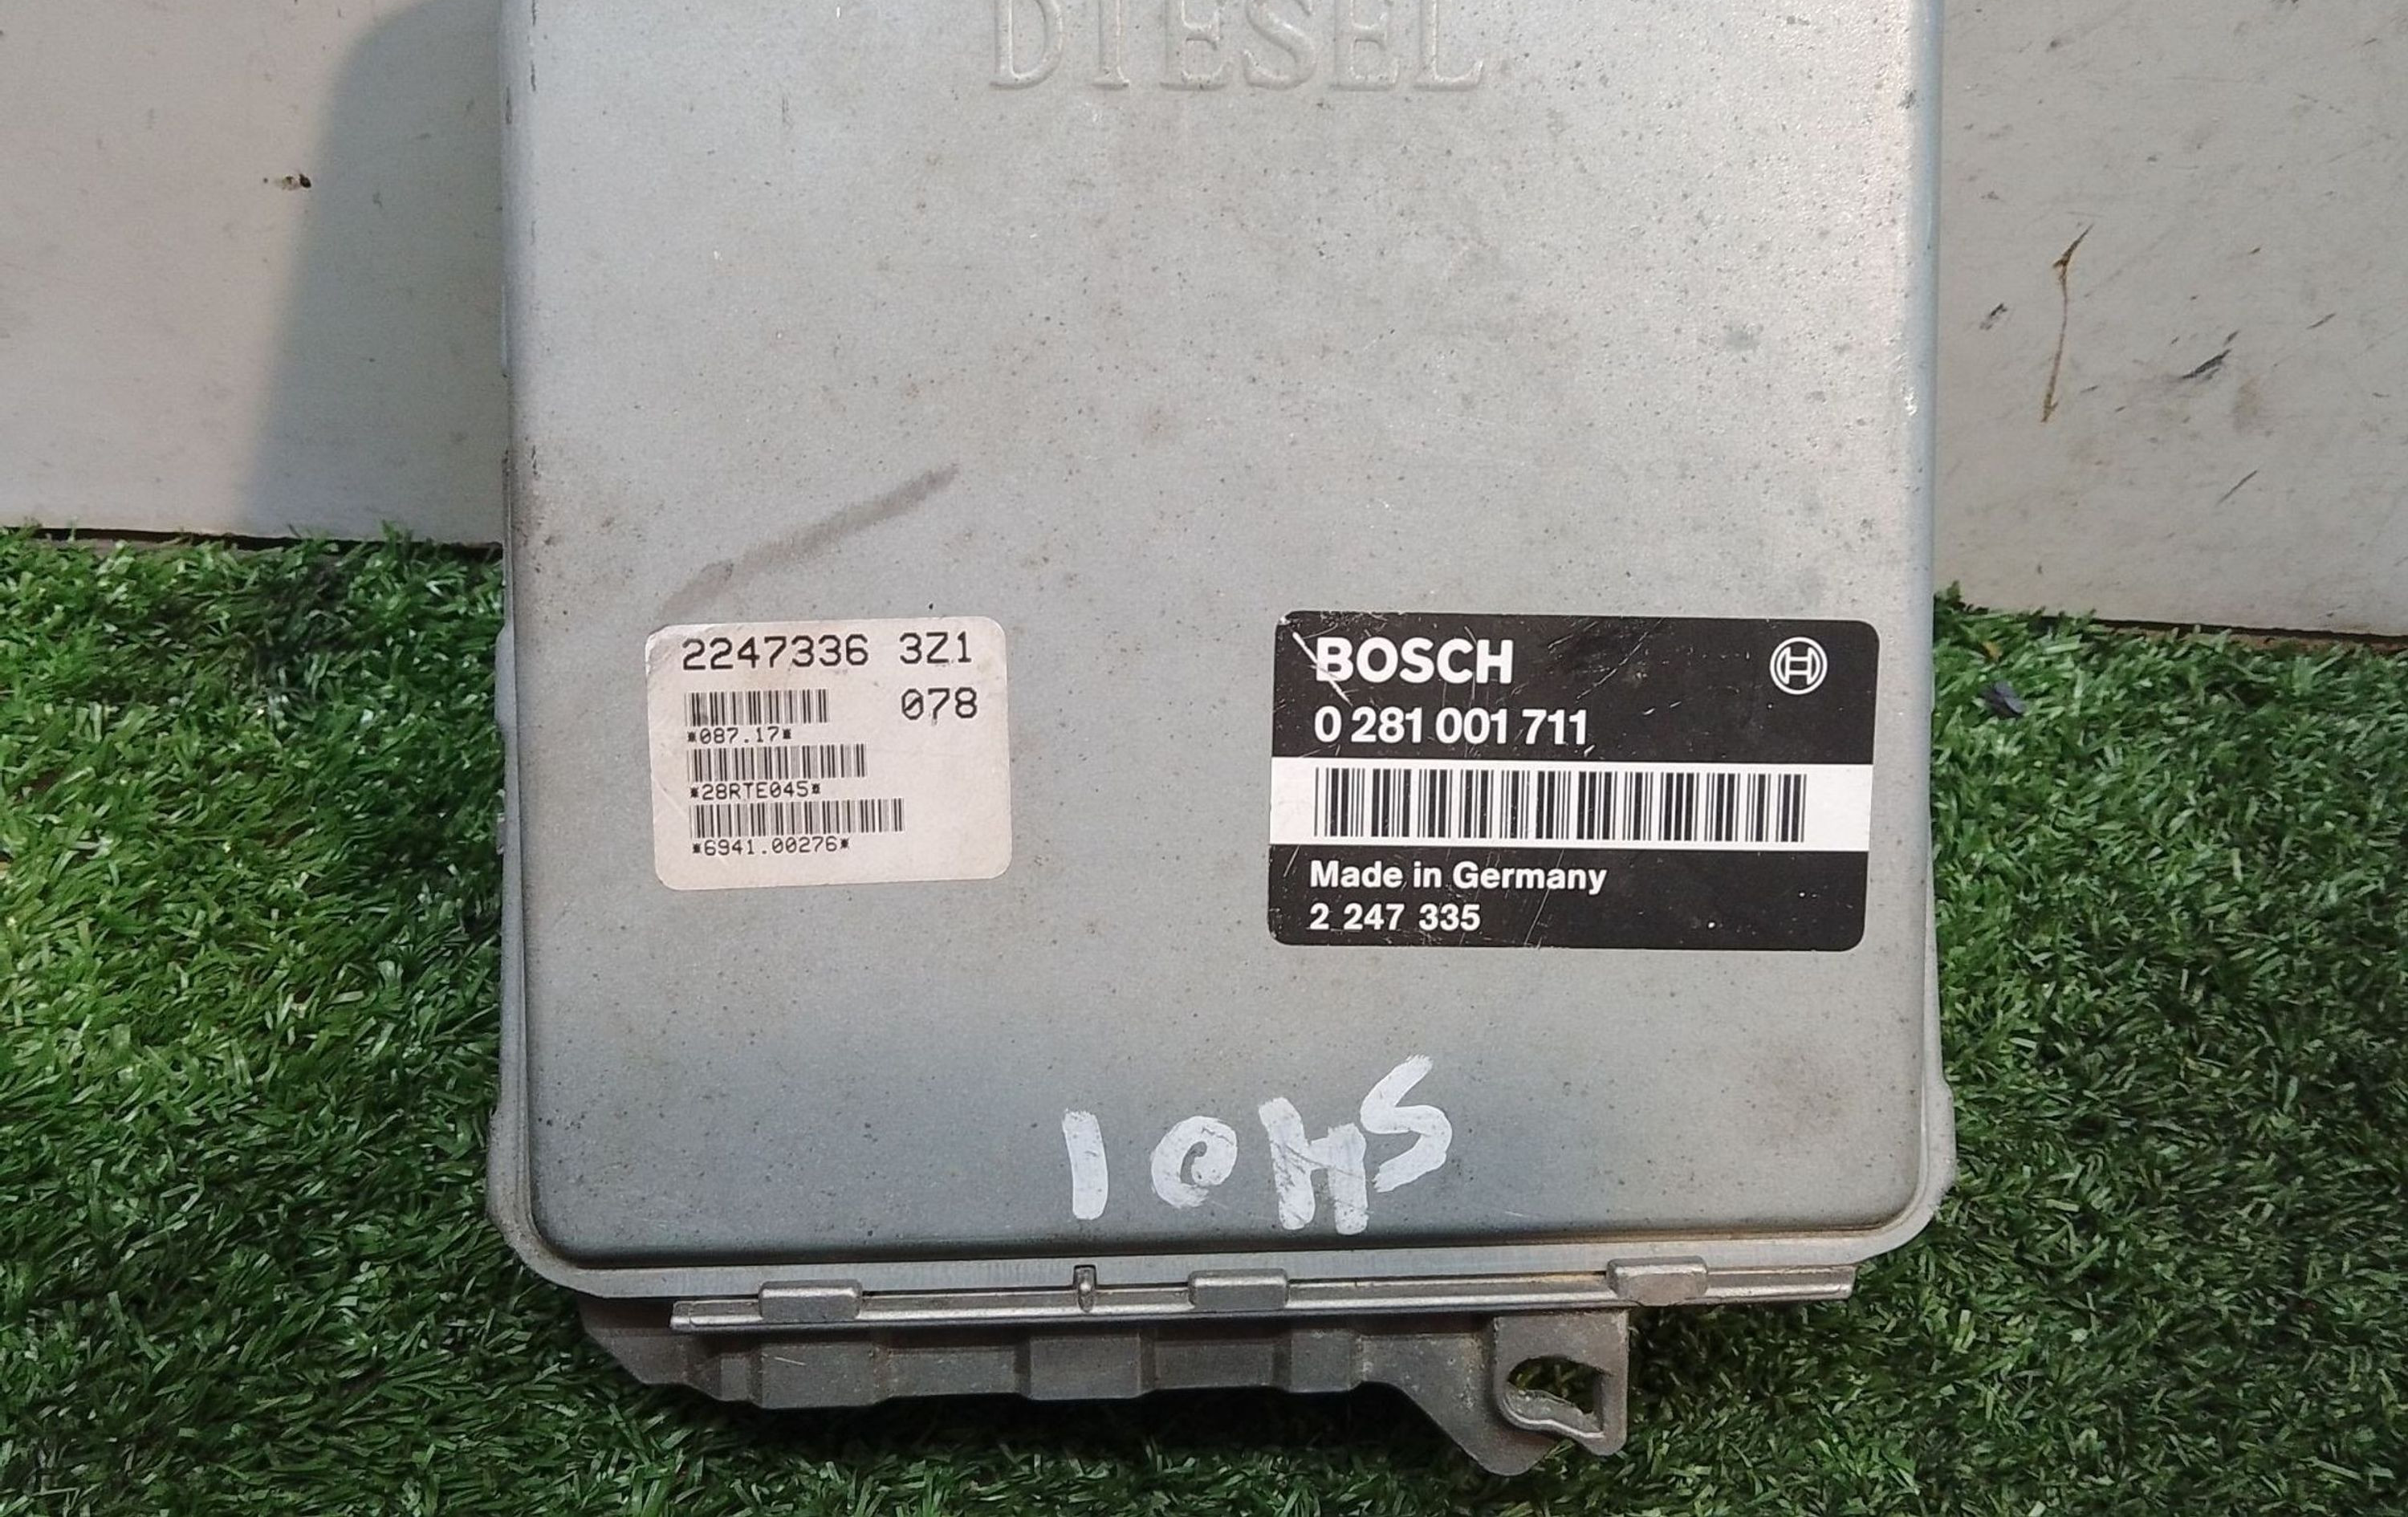 DIESEL
2247336 3Z1
078
*087.17*
*28RTE045*
*6941.00276*
BOSCH
0 281 001 711
Made in Germany
2 247 335